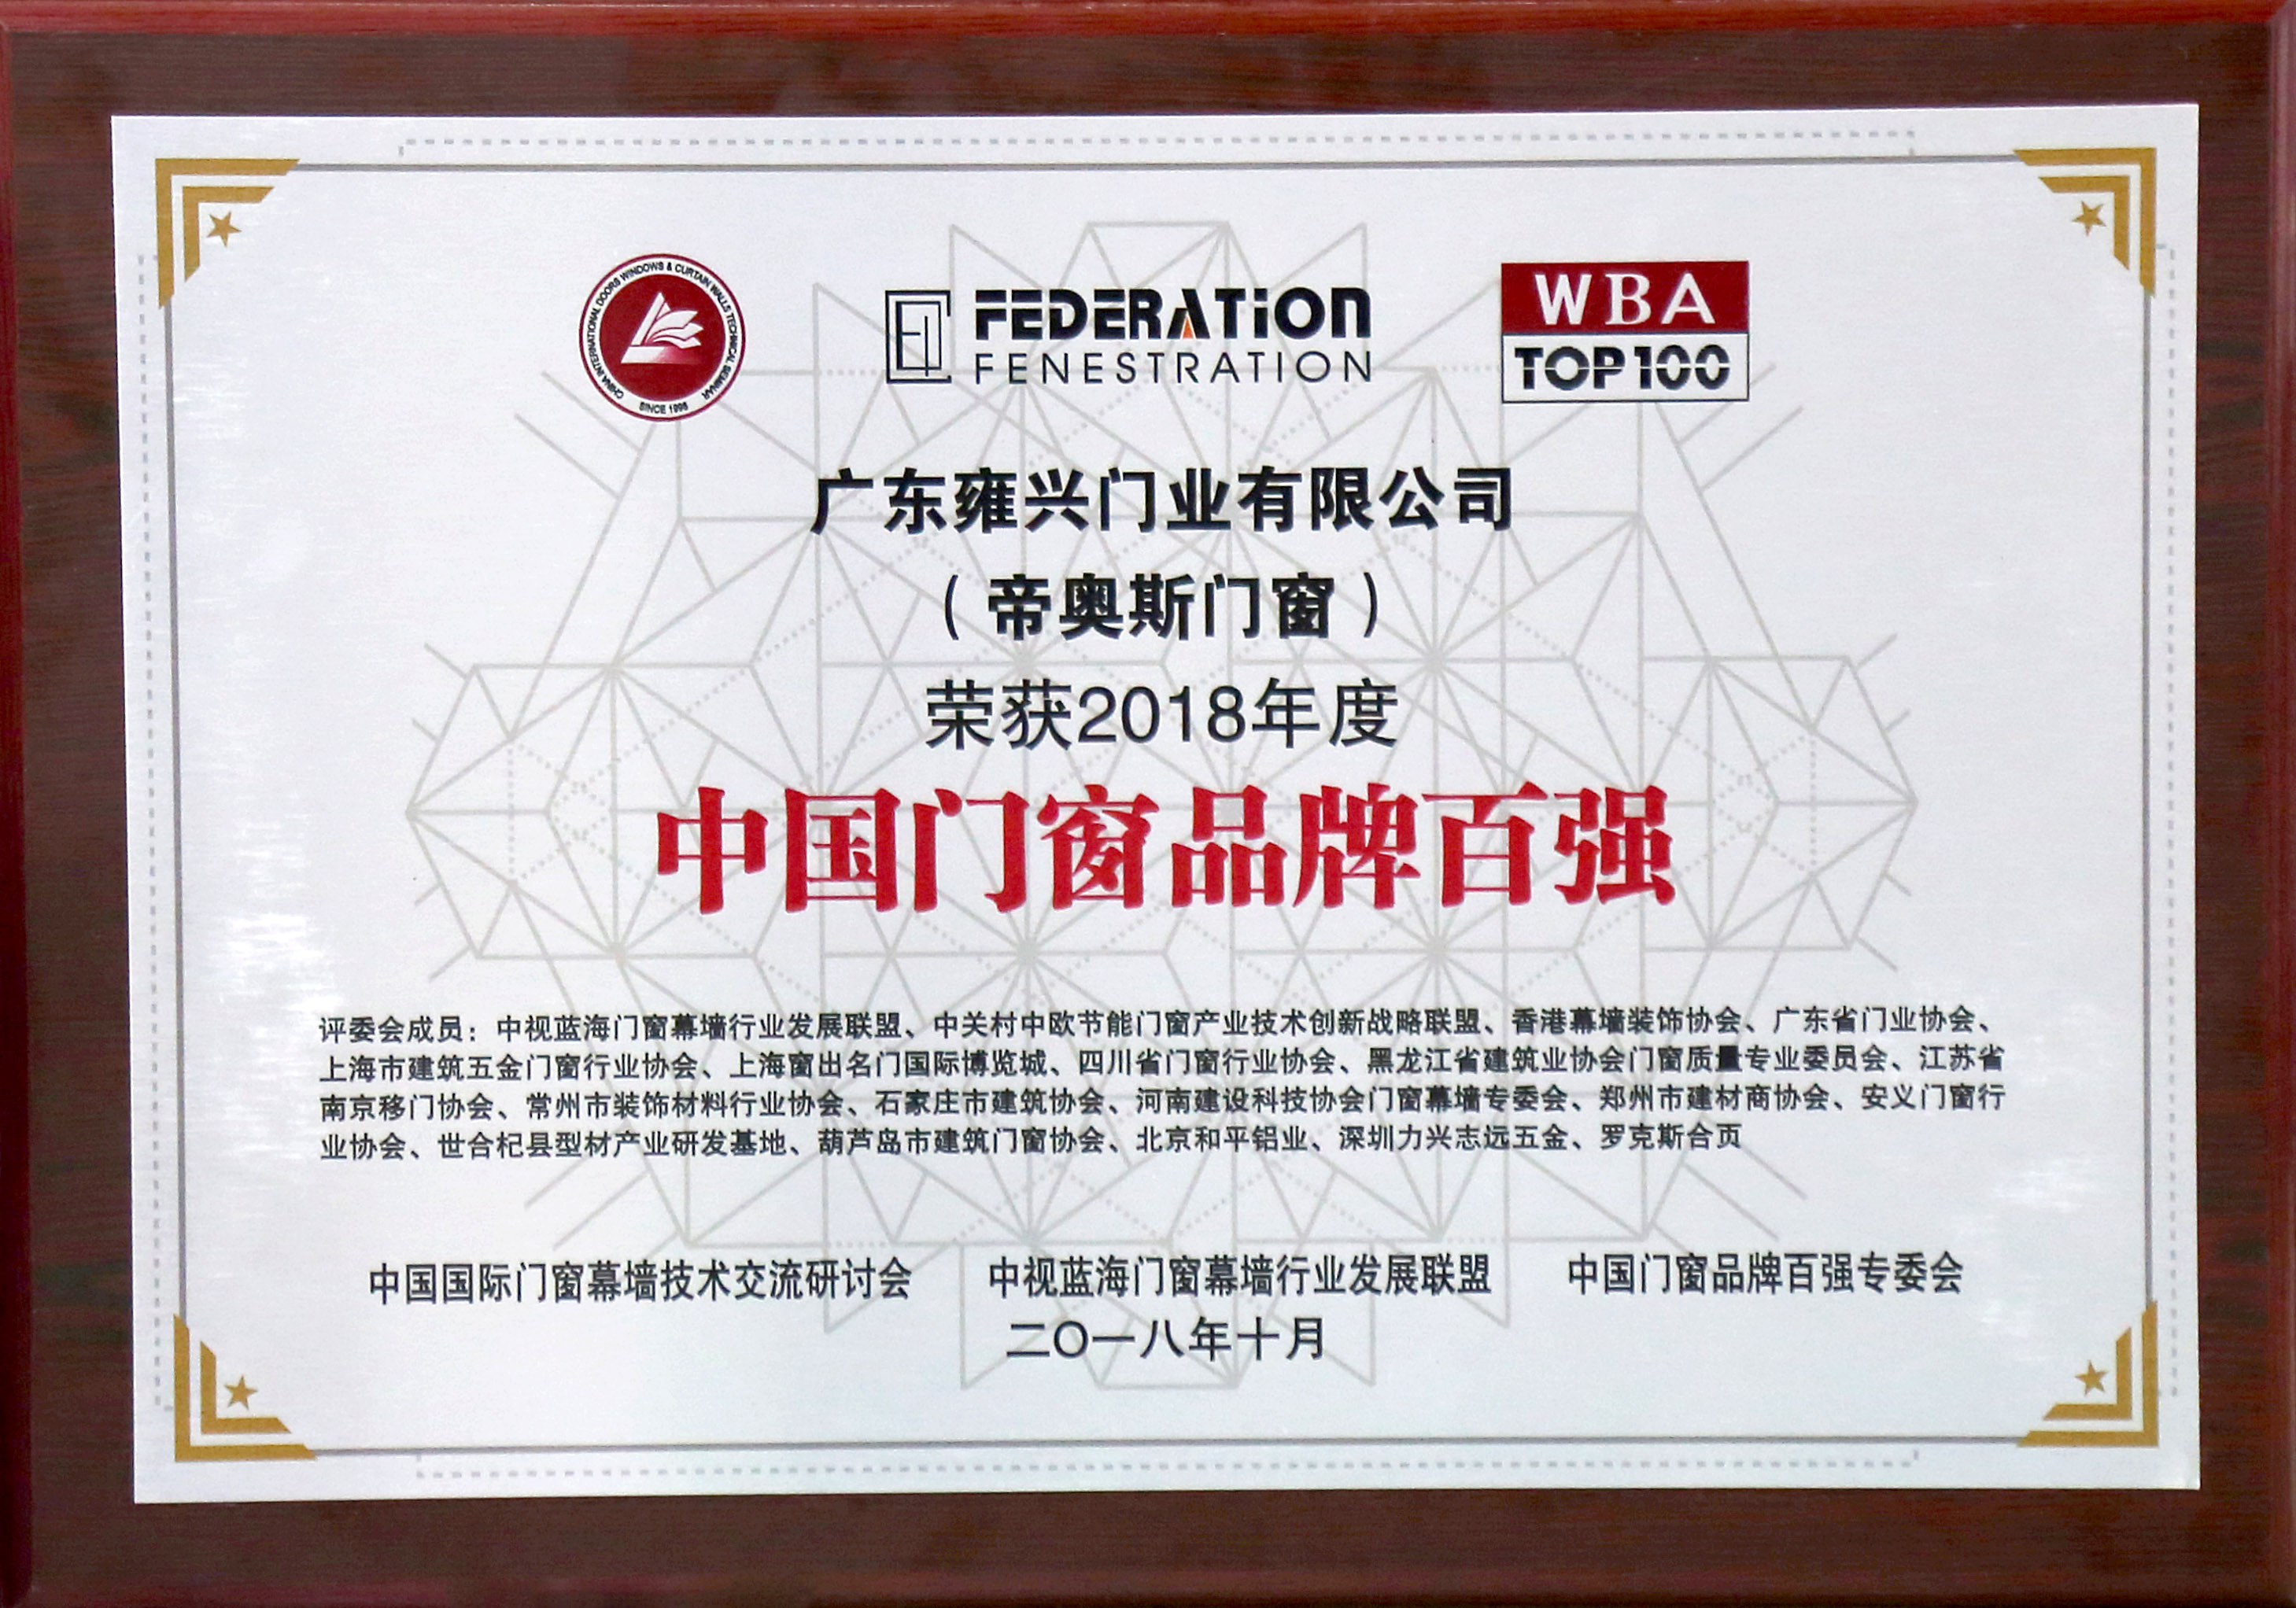 CHINA INTERNATIONAL DOORS WINDOWS & CURTAIN WALLS TECHNICAL SEMINAR
SINCE 1995
FEDERATION
FENESTRATION
WBA
TOP 100
广东雍兴门业有限公司
（帝奥斯门窗）
荣获2018年度
中国门窗品牌百强
评委会成员：中视蓝海门窗幕墙行业发展联盟、中关村中欧节能门窗产业技术创新战略联盟、香港幕墙装饰协会、广东省门业协会、
上海市建筑五金门窗行业协会、上海窗出名门国际博览城、四川省门窗行业协会、黑龙江省建筑业协会门窗质量专业委员会、江苏省
南京移门协会、常州市装饰材料行业协会、石家庄市建筑协会、河南建设科技协会门窗幕墙专委会、郑州市建材商协会、安义门窗行
业协会、世合杞县型材产业研发基地、葫芦岛市建筑门窗协会、北京和平铝业、深圳力兴志远五金、罗克斯合页
中国国际门窗幕墙技术交流研讨会 中视蓝海门窗幕墙行业发展联盟 中国门窗品牌百强专委会
二〇一八年十月